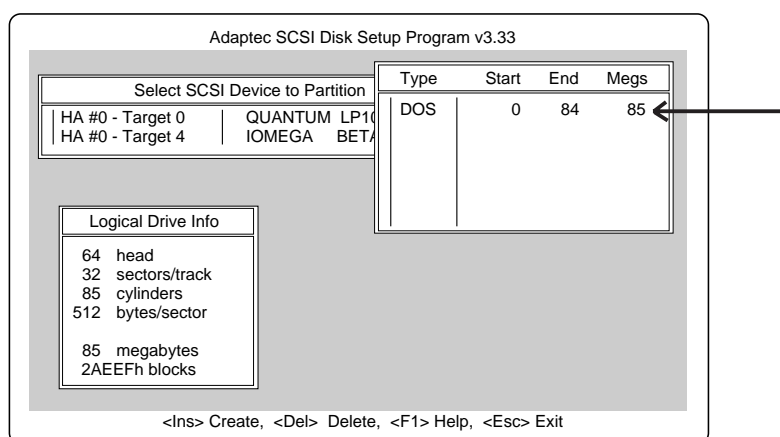 Adaptec SCSI Disk Setup Program v3.33
Select SCSI Device to Partition
HA #0 - Target 0 QUANTUM LP10
HA #0 - Target 4 IOMEGA BETA
Type Start End Megs
DOS 0 84 85
Logical Drive Info
64 head
32 sectors/track
85 cylinders
512 bytes/sector
85 megabytes
2AEEFh blocks
<Ins> Create, <Del> Delete, <F1> Help, <Esc> Exit